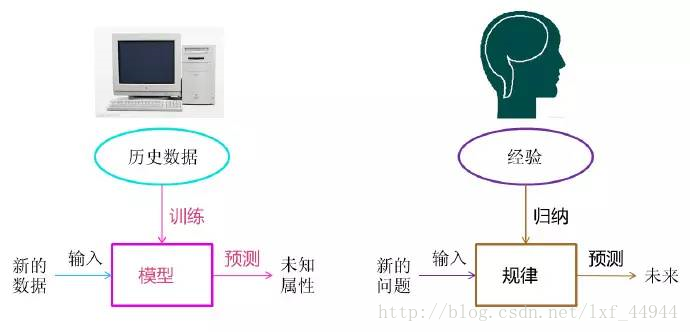 历史数据
训练
新的
数据
输入
模型
预测
未知
属性
经验
归纳
新的
问题
输入
规律
预测
未来
http://blog.csdn.net/lxf_44944